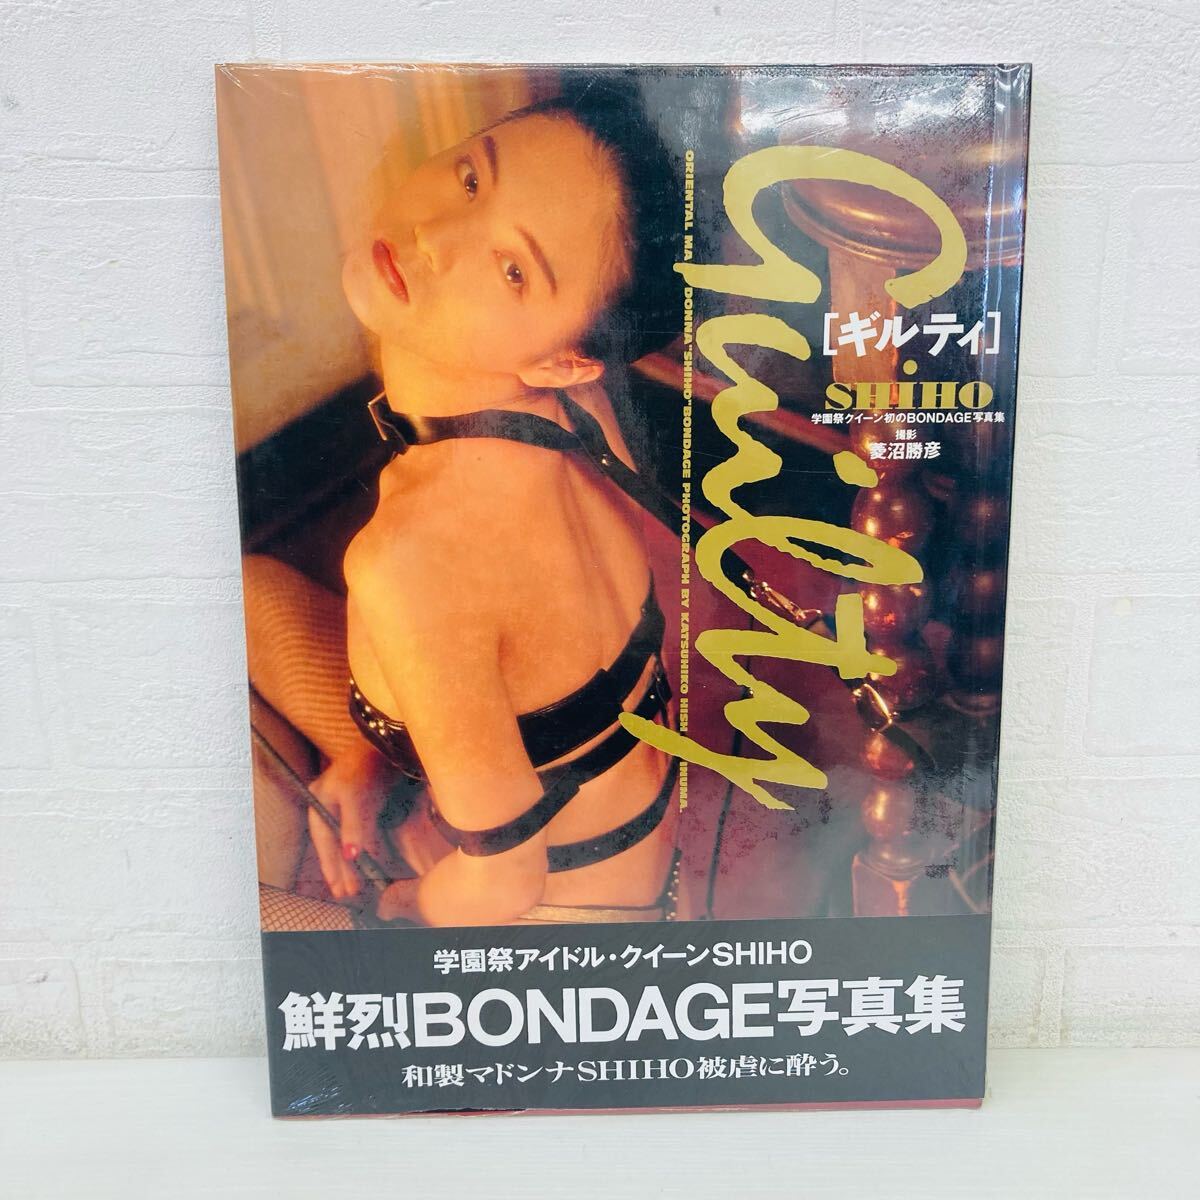 Guilty
ORIENTAL MA DONNA"SHIHO"BONDAGE PHOTOGRAPH BY KATSUHIKO HISHINUMA.
[ギルティ]
・
SHIHO
学園祭クイーン初のBONDAGE写真集
撮影
菱沼勝彦
学園祭アイドル・クイーンSHIHO
鮮烈BONDAGE写真集
和製マドンナSHIHO被虐に酔う。